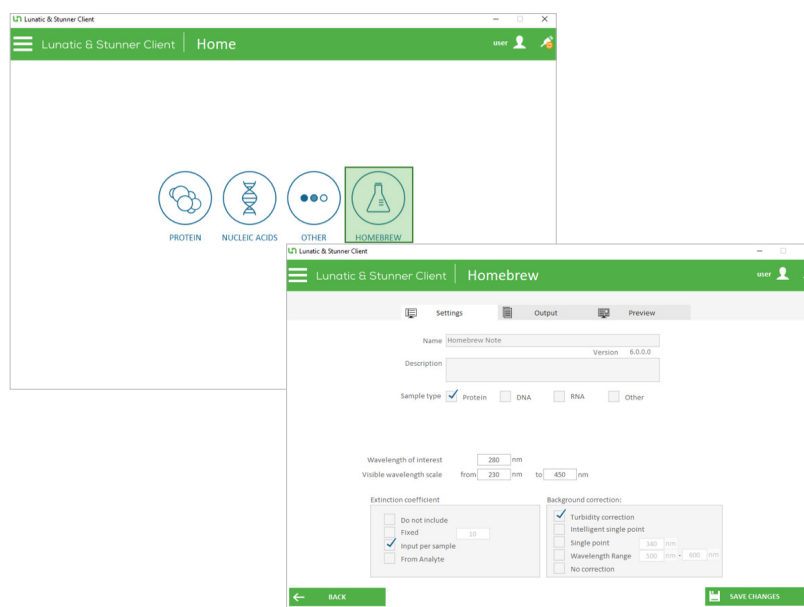 Lunatic & Stunner Client
Lunatic & Stunner Client Home user
PROTEIN NUCLEIC ACIDS OTHER HOMEBREW
Lunatic & Stunner Client
Lunatic & Stunner Client Homebrew user
Settings Output Preview
Name Homebrew Note
Version 6.0.0.0
Description
Sample type Protein DNA RNA Other
Wavelength of interest 280 nm
Visible wavelength scale from 230 nm to 450 nm
Extinction coefficient Background correction:
Do not include Turbidity correction
Fixed 10 Intelligent single point
Input per sample Single point 340 nm
From Analyte Wavelength Range 500 nm - 600 nm
No correction
BACK SAVE CHANGES